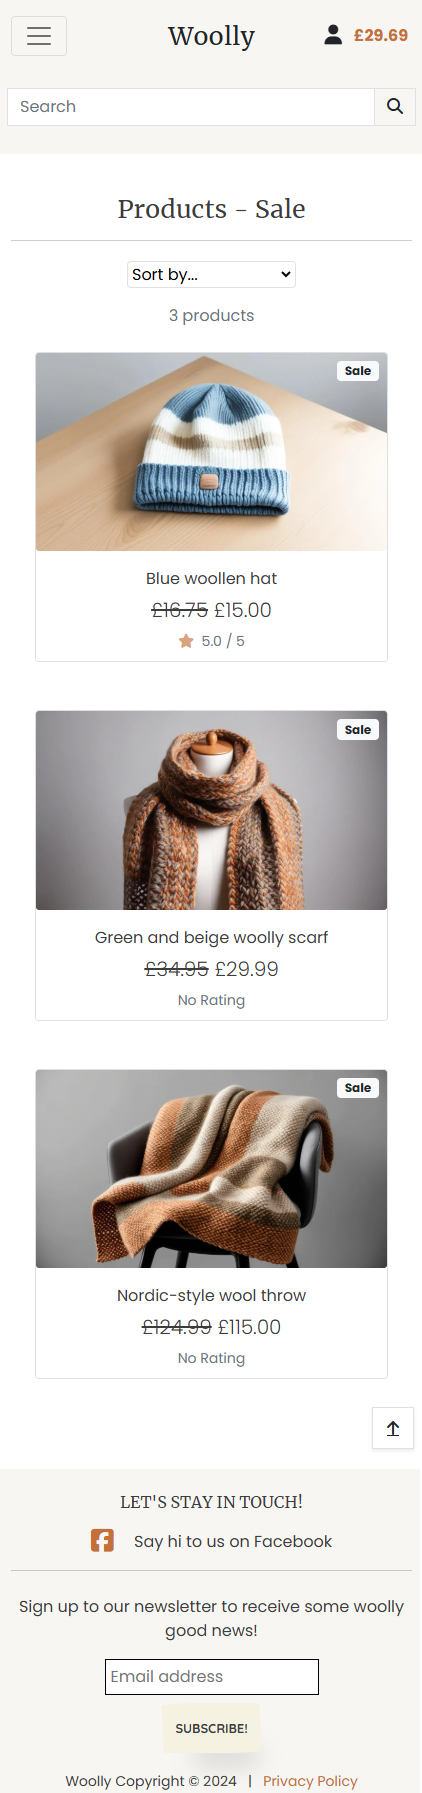 Woolly
£29.69
Search
Products - Sale
Sort by...
3 products
Sale
Blue woollen hat
£16.75 £15.00
5.0 / 5
Sale
Green and beige woolly scarf
£34.95 £29.99
No Rating
Sale
Nordic-style wool throw
£124.99 £115.00
No Rating
LET'S STAY IN TOUCH!
Say hi to us on Facebook
Sign up to our newsletter to receive some woolly
good news!
Email address
SUBSCRIBE!
Woolly Copyright © 2024 | Privacy Policy